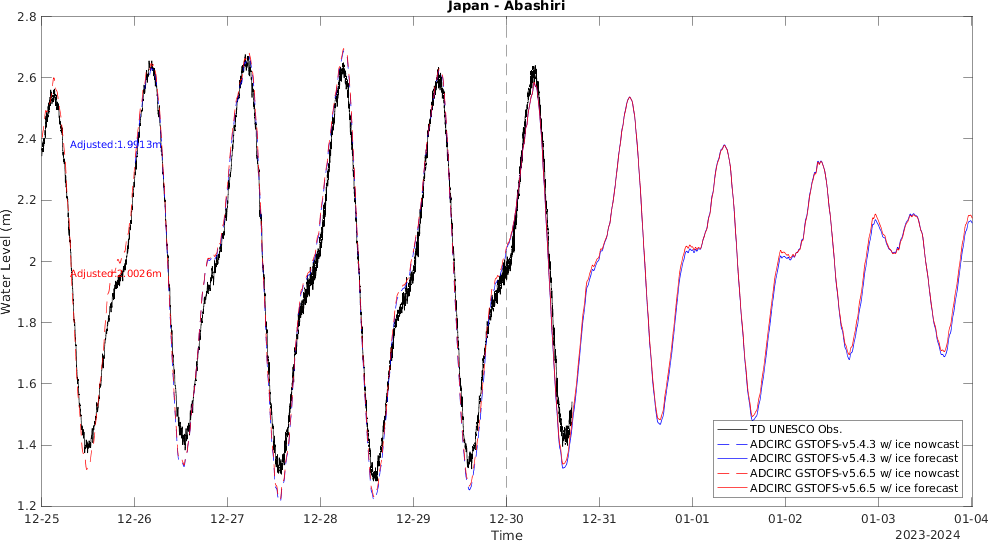 Japan - Abashiri
2.8
2.6
2.4
2.2
2
1.8
1.6
1.4
1.2
Water Level (m)
Adjusted:1.9913m
Adjusted:2.0026m
TD UNESCO Obs.
ADCIRC GSTOFS-v5.4.3 w/ ice nowcast
ADCIRC GSTOFS-v5.4.3 w/ ice forecast
ADCIRC GSTOFS-v5.6.5 w/ ice nowcast
ADCIRC GSTOFS-v5.6.5 w/ ice forecast
12-25 12-26 12-27 12-28 12-29 12-30 12-31 01-01 01-02 01-03 01-04
Time
2023-2024